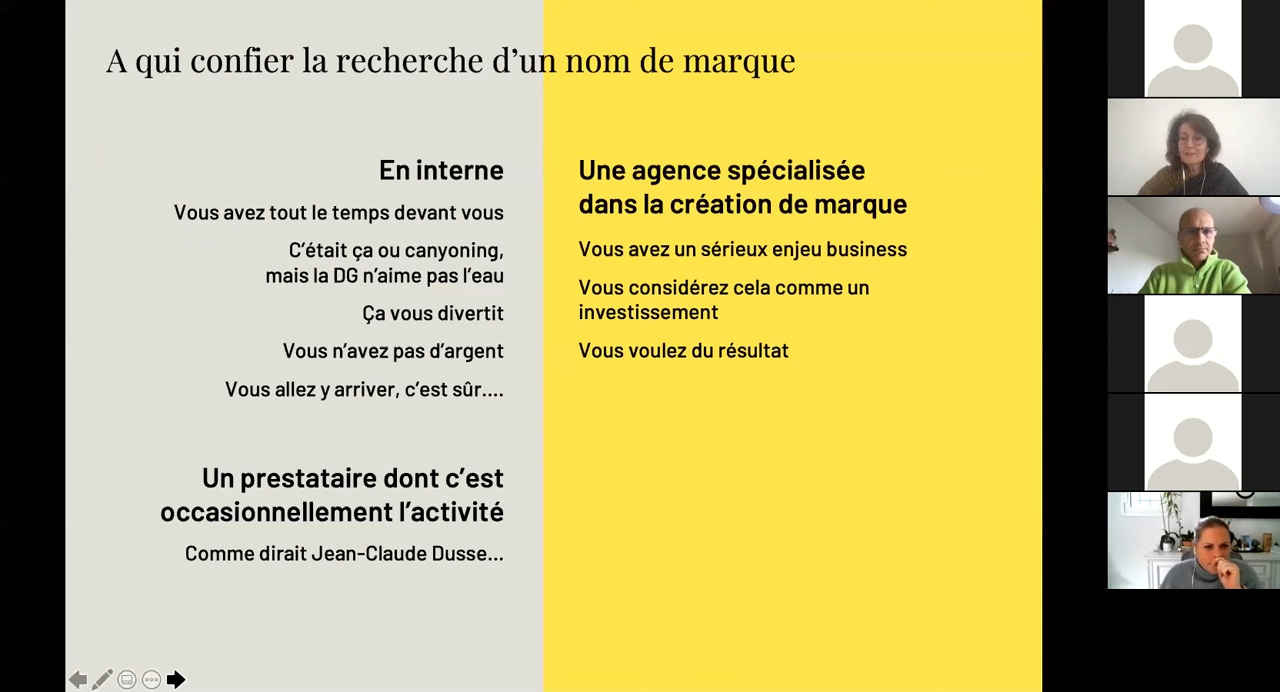 A qui confier la recherche d’un nom de marque
En interne
Vous avez tout le temps devant vous
C’était ça ou canyoning,
mais la DG n’aime pas l’eau
Ça vous divertit
Vous n’avez pas d’argent
Vous allez y arriver, c’est sûr....
Un prestataire dont c’est
occasionnellement l’activité
Comme dirait Jean-Claude Dusse...
Une agence spécialisée
dans la création de marque
Vous avez un sérieux enjeu business
Vous considérez cela comme un
investissement
Vous voulez du résultat